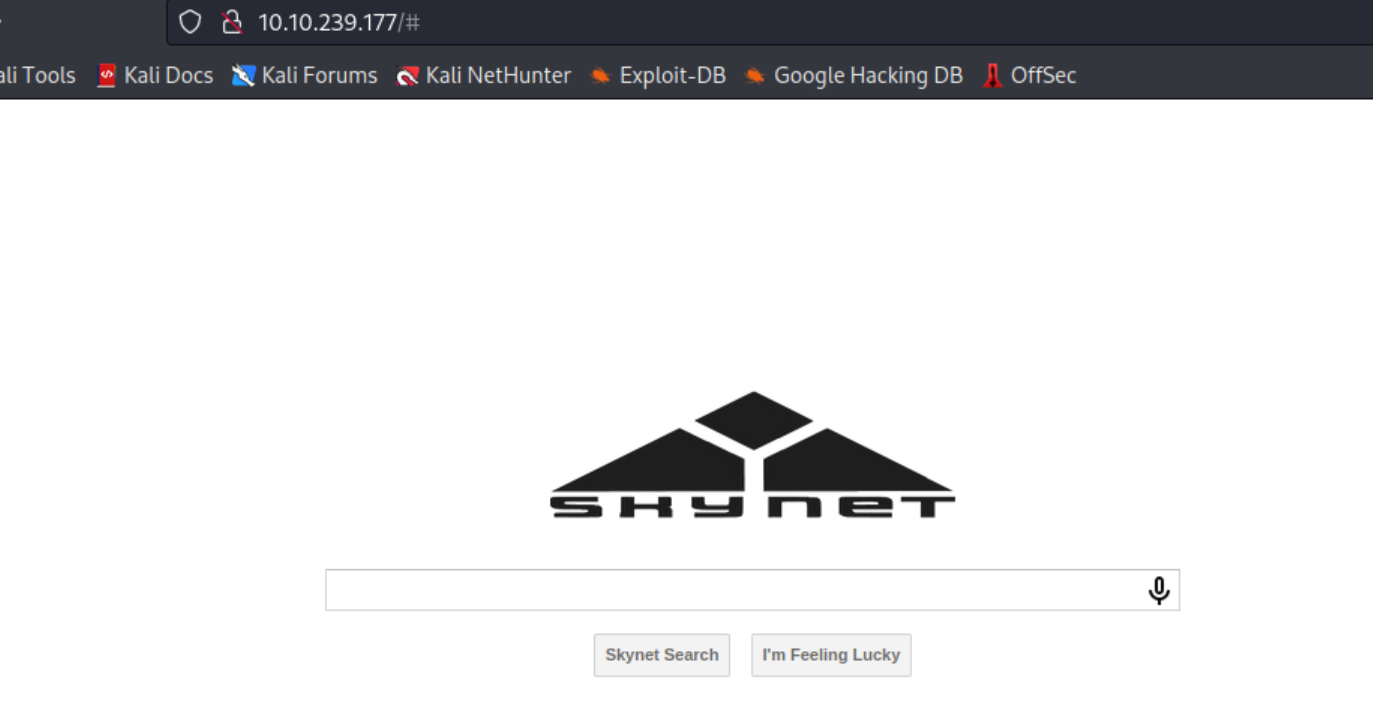 10.10.239.177/#
ali Tools Kali Docs Kali Forums Kali NetHunter Exploit-DB Google Hacking DB OffSec
SKYNET
Skynet Search I'm Feeling Lucky